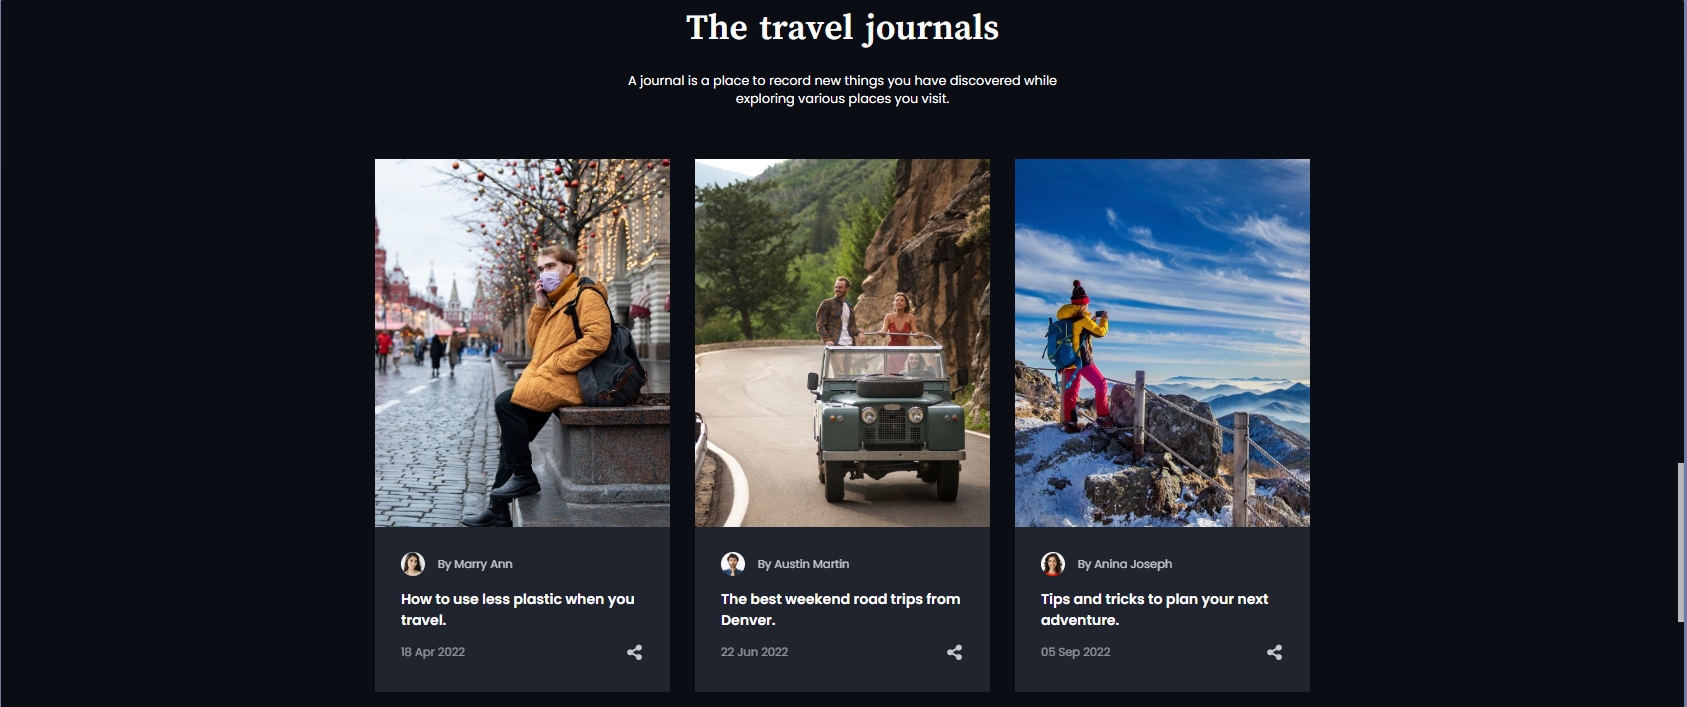 The travel journals
A journal is a place to record new things you have discovered while
exploring various places you visit.
By Marry Ann
How to use less plastic when you
travel.
18 Apr 2022
By Austin Martin
The best weekend road trips from
Denver.
22 Jun 2022
By Anina Joseph
Tips and tricks to plan your next
adventure.
05 Sep 2022